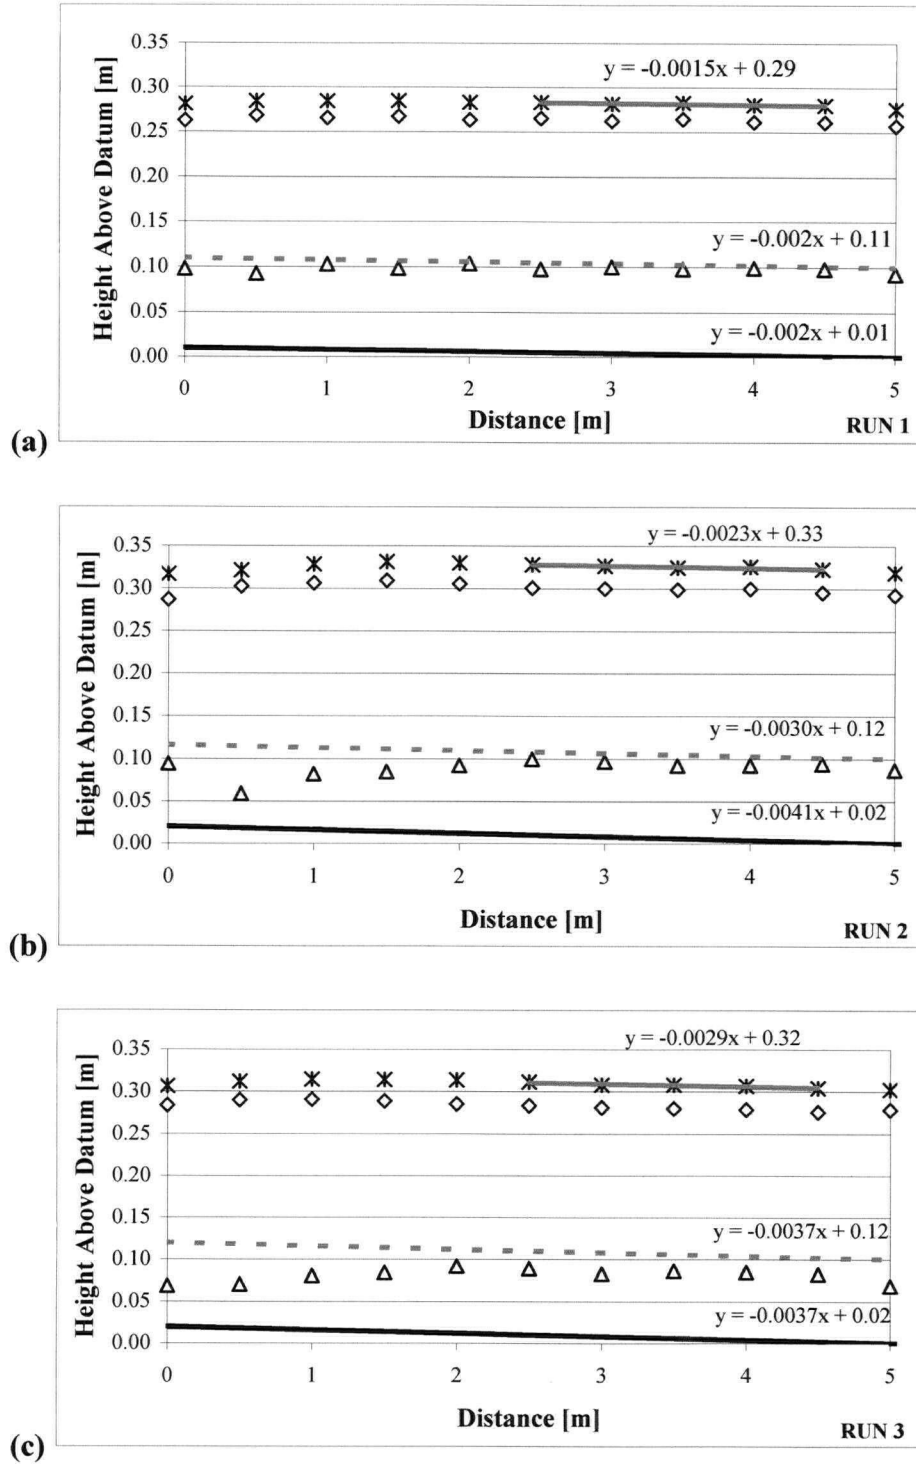 0.35
y = -0.0015x + 0.29
0.30
0.25
0.20
0.15
y = -0.002x + 0.11
0.10
0.05
y = -0.002x + 0.01
0.00
Height Above Datum [m]
0 1 2 3 4 5
Distance [m]
RUN 1
(a)
0.35
y = -0.0023x + 0.33
0.30
0.25
0.20
0.15
y = -0.0030x + 0.12
0.10
0.05
y = -0.0041x + 0.02
0.00
Height Above Datum [m]
0 1 2 3 4 5
Distance [m]
RUN 2
(b)
y = -0.0029x + 0.32
0.35
0.30
0.25
0.20
0.15
y = -0.0037x + 0.12
0.10
0.05
y = -0.0037x + 0.02
0.00
Height Above Datum [m]
0 1 2 3 4 5
Distance [m]
RUN 3
(c)